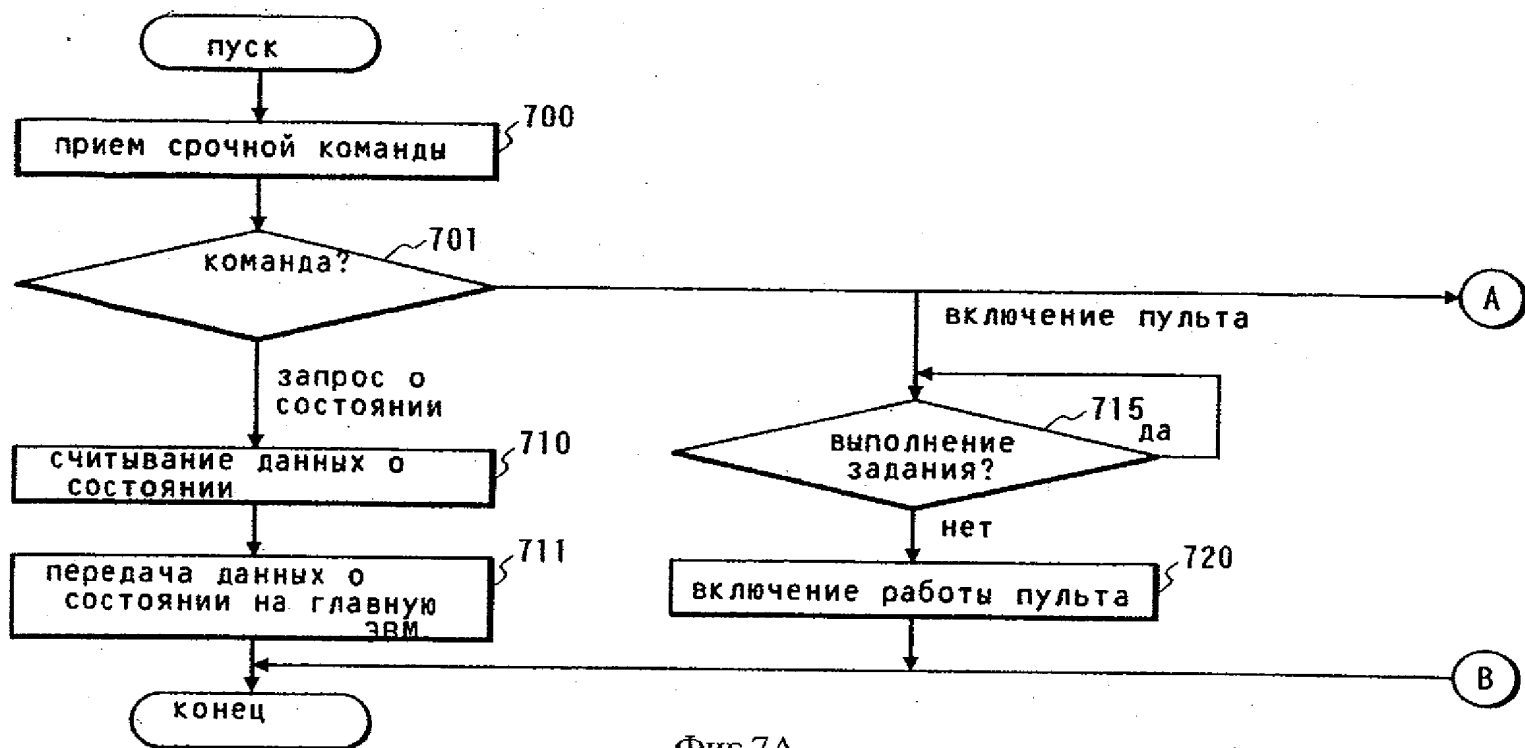 пуск
700
прием срочной команды
701
команда?
A
включение пульта
запрос о
состоянии
715
да
выполнение
задания?
710
считывание данных о
состоянии
нет
711
передача данных о
состоянии на главную
ЭВМ
720
включение работы пульта
B
конец
Фиг.7А